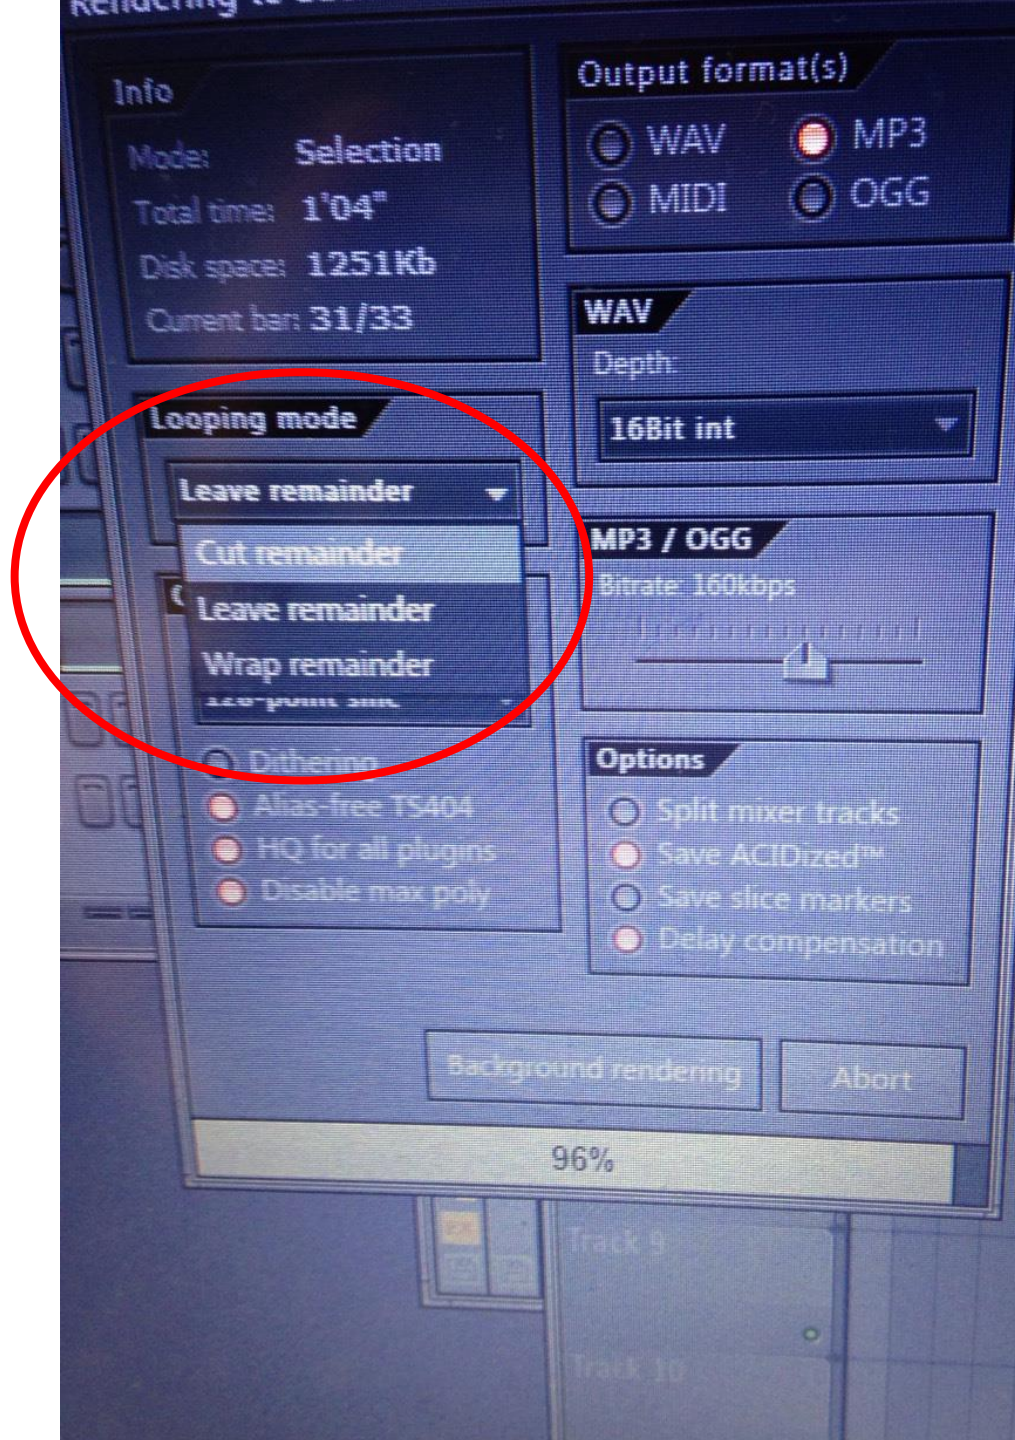 Rendering to
Info
Mode: Selection
Total time: 1'04"
Disk space: 1251Kb
Current bar: 31/33
Output format(s)
WAV
MP3
MIDI
OGG
WAV
Depth:
16Bit int
Looping mode
Leave remainder
Cut remainder
Leave remainder
Wrap remainder
Dithering
Alias-free TS404
HQ for all plugins
Disable max poly
MP3 / OGG
Bitrate: 160kbps
Options
Split mixer tracks
Save ACIDized™
Save slice markers
Delay compensation
Background rendering
Abort
96%
Track 9
Track 10